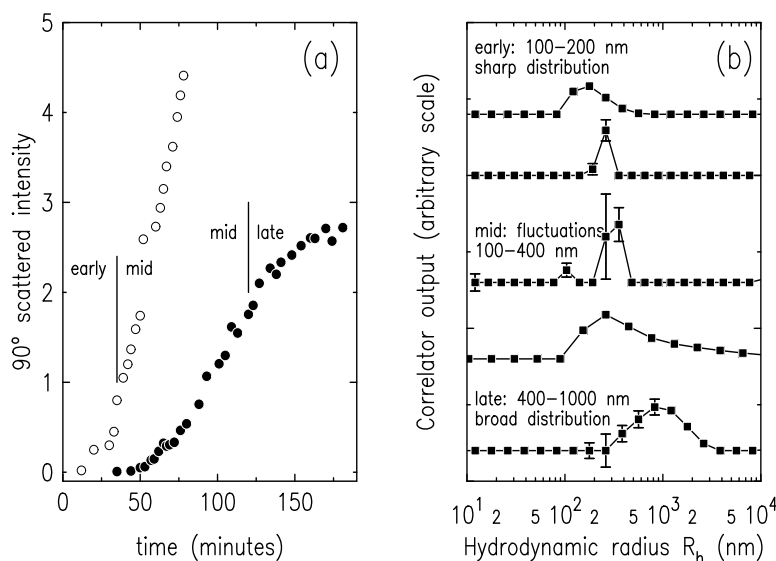 (a)
5
4
3
2
1
0
90° scattered intensity
early
mid
mid
late
0
50
100
150
time (minutes)
(b)
early: 100–200 nm
sharp distribution
mid: fluctuations
100–400 nm
late: 400–1000 nm
broad distribution
Correlator output (arbitrary scale)
10¹ 2 5 10² 2 5 10³ 2 5 10⁴
Hydrodynamic radius Rh (nm)